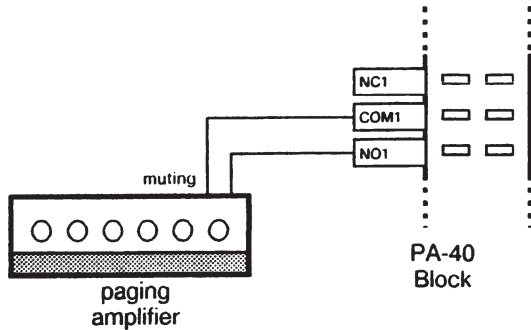 NC1
COM1
NO1
muting
PA-40
Block
paging
amplifier